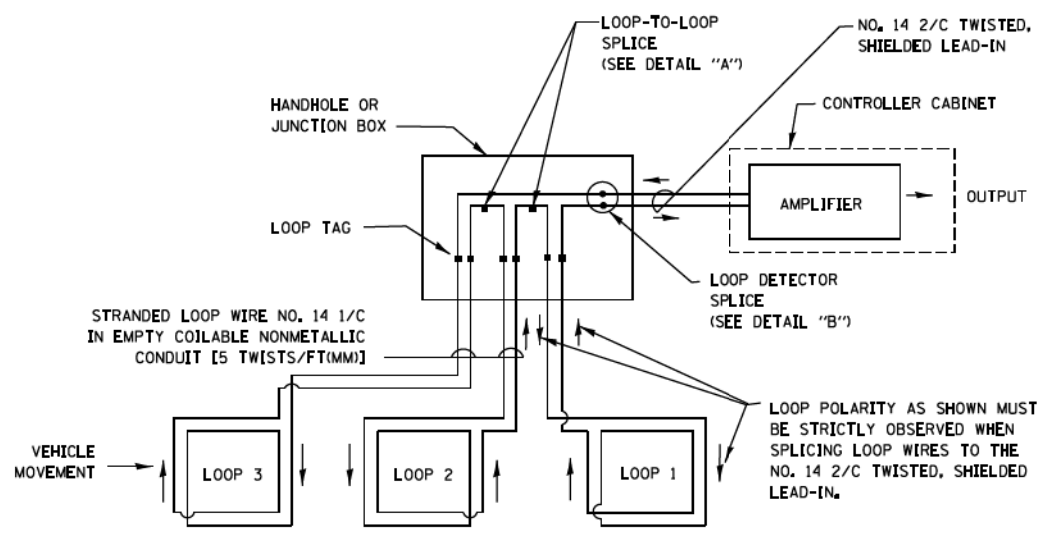 LOOP-TO-LOOP
SPLICE
(SEE DETAIL "A")
NO. 14 2/C TWISTED,
SHIELDED LEAD-IN
HANDHOLE OR
JUNCTION BOX
CONTROLLER CABINET
AMPLIFIER
OUTPUT
LOOP TAG
LOOP DETECTOR
SPLICE
(SEE DETAIL "B")
STRANDED LOOP WIRE NO. 14 1/C
IN EMPTY COILABLE NONMETALLIC
CONDUIT [5 TWISTS/FT(MM)]
LOOP POLARITY AS SHOWN MUST
BE STRICTLY OBSERVED WHEN
SPLICING LOOP WIRES TO THE
NO. 14 2/C TWISTED, SHIELDED
LEAD-IN.
VEHICLE
MOVEMENT
LOOP 3
LOOP 2
LOOP 1